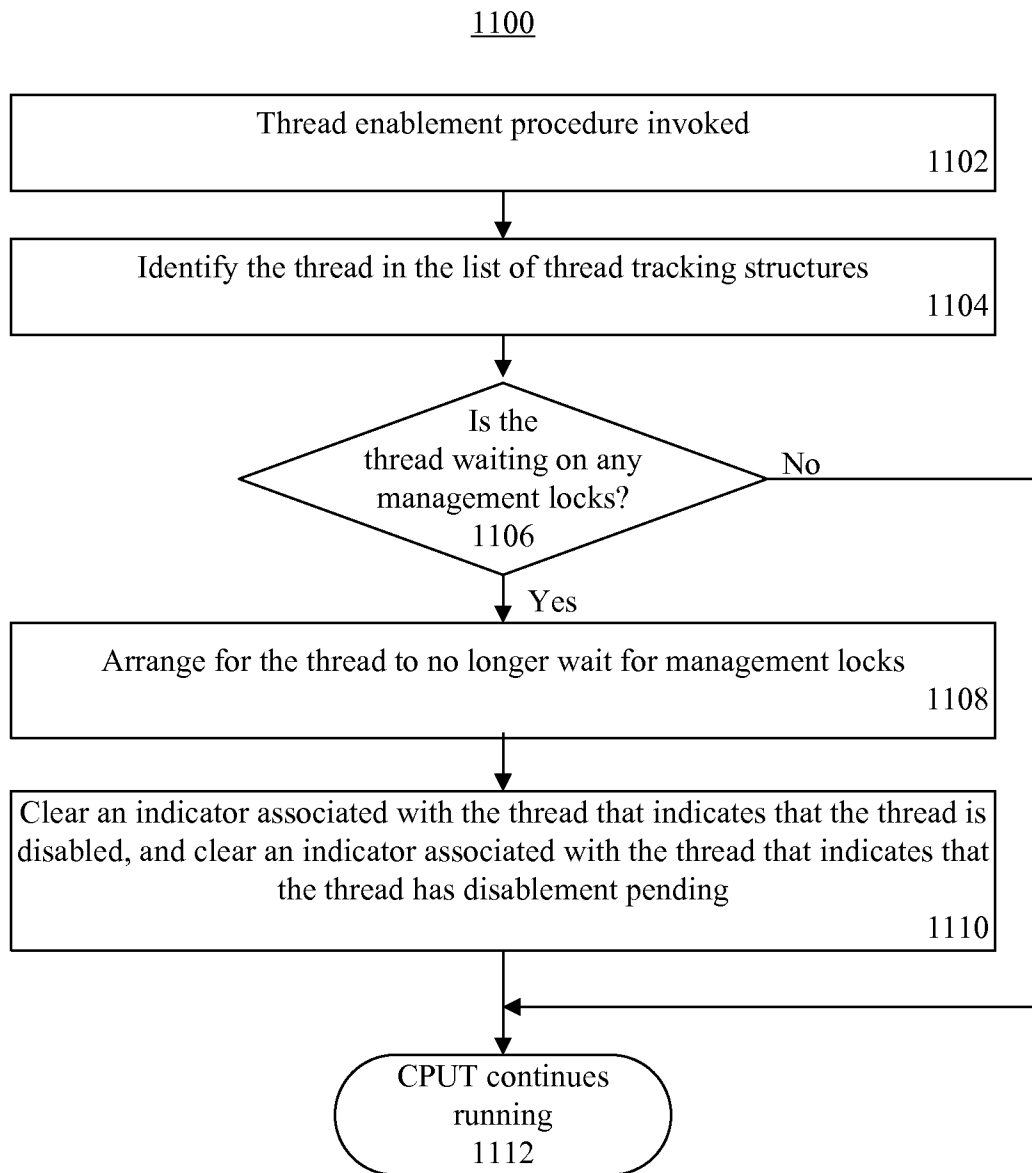 1100
Thread enablement procedure invoked
1102
Identify the thread in the list of thread tracking structures
1104
Is the
thread waiting on any
management locks?
1106
No
Yes
Arrange for the thread to no longer wait for management locks
1108
Clear an indicator associated with the thread that indicates that the thread is
disabled, and clear an indicator associated with the thread that indicates that
the thread has disablement pending
1110
CPUT continues
running
1112